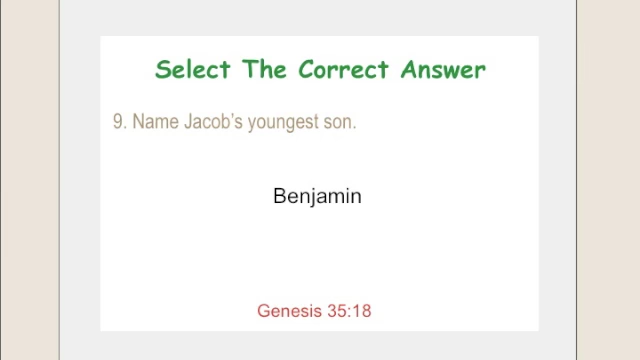 Select The Correct Answer
9. Name Jacob's youngest son.
Benjamin
Genesis 35:18